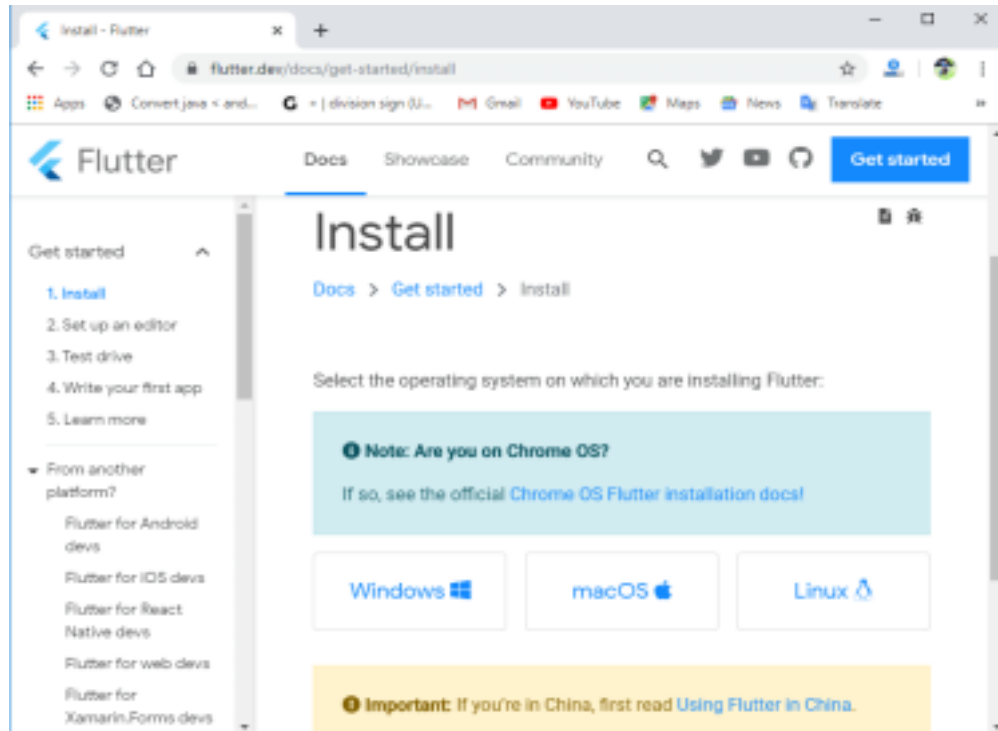 Install - Flutter
flutter.dev/docs/get-started/install
Apps Convert java < and... ÷ | division sign (U... Gmail YouTube Maps News Translate
Flutter Docs Showcase Community Get started
Get started
1. Install
2. Set up an editor
3. Test drive
4. Write your first app
5. Learn more
From another
platform?
Flutter for Android
devs
Flutter for iOS devs
Flutter for React
Native devs
Flutter for web devs
Flutter for
Xamarin.Forms devs
Install
Docs > Get started > Install
Select the operating system on which you are installing Flutter:
Note: Are you on Chrome OS?
If so, see the official Chrome OS Flutter installation docs!
Windows macOS Linux
Important: If you're in China, first read Using Flutter in China.